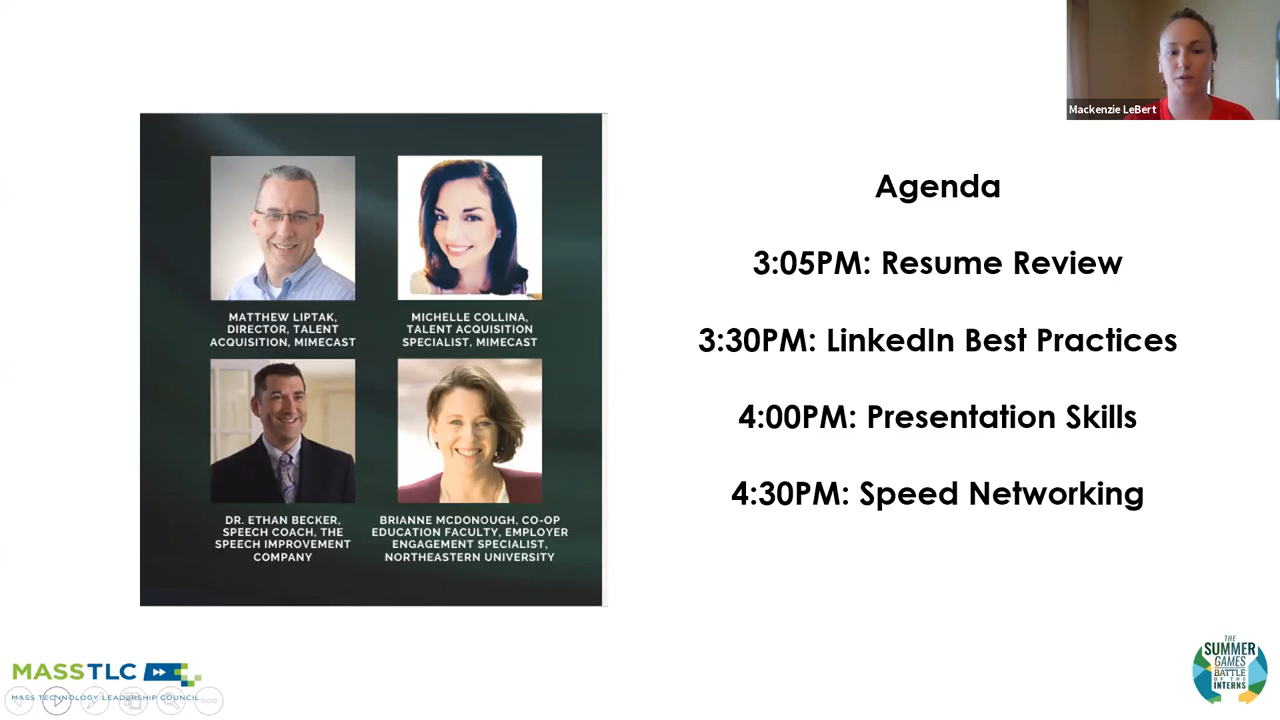 Mackenzie LeBert
Agenda
3:05PM: Resume Review
3:30PM: LinkedIn Best Practices
4:00PM: Presentation Skills
4:30PM: Speed Networking
MATTHEW LIPTAK,
DIRECTOR, TALENT
ACQUISITION, MIMECAST
MICHELLE COLLINA,
TALENT ACQUISITION
SPECIALIST, MIMECAST
DR. ETHAN BECKER,
SPEECH COACH, THE
SPEECH IMPROVEMENT
COMPANY
BRIANNE MCDONOUGH, CO-OP
EDUCATION FACULTY, EMPLOYER
ENGAGEMENT SPECIALIST,
NORTHEASTERN UNIVERSITY
MASSTLC
MASS TECHNOLOGY LEADERSHIP COUNCIL
THE
SUMMER
GAMES
BATTLE
OF THE
INTERNS